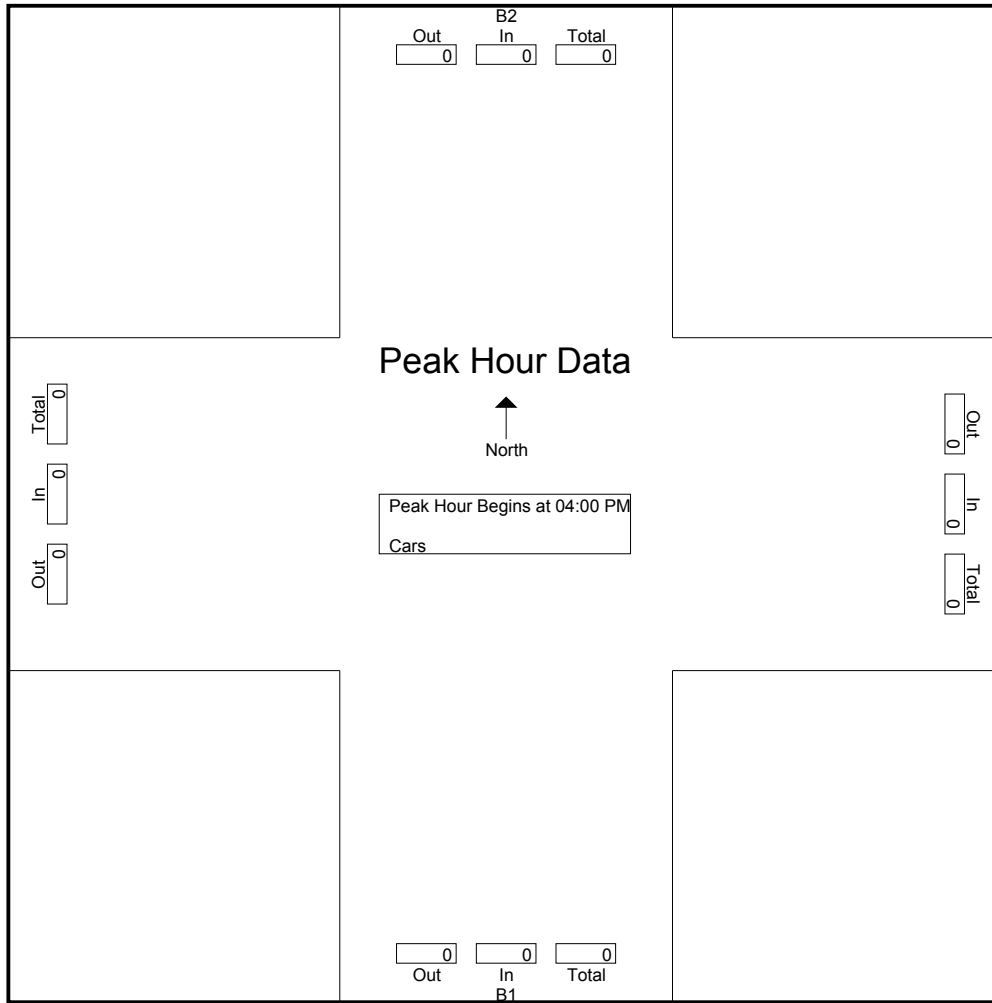 B2
Out In Total
0 0 0
Peak Hour Data
North
Peak Hour Begins at 04:00 PM
Cars
Total
0
In
0
Out
0
Out
0
In
0
Total
0
0 0 0
Out In Total
B1